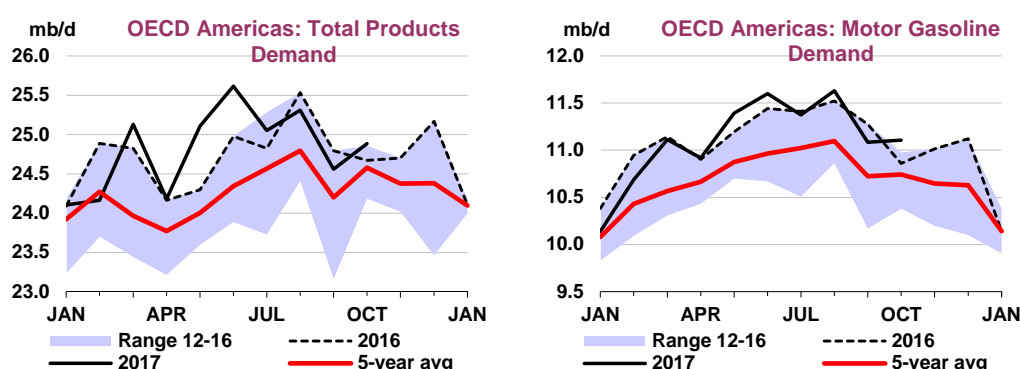 mb/d
OECD Americas: Total Products
Demand
26.0
25.5
25.0
24.5
24.0
23.5
23.0
JAN APR JUL OCT JAN
Range 12-16 2016
2017 5-year avg
mb/d
OECD Americas: Motor Gasoline
Demand
12.0
11.5
11.0
10.5
10.0
9.5
JAN APR JUL OCT JAN
Range 12-16 2016
2017 5-year avg